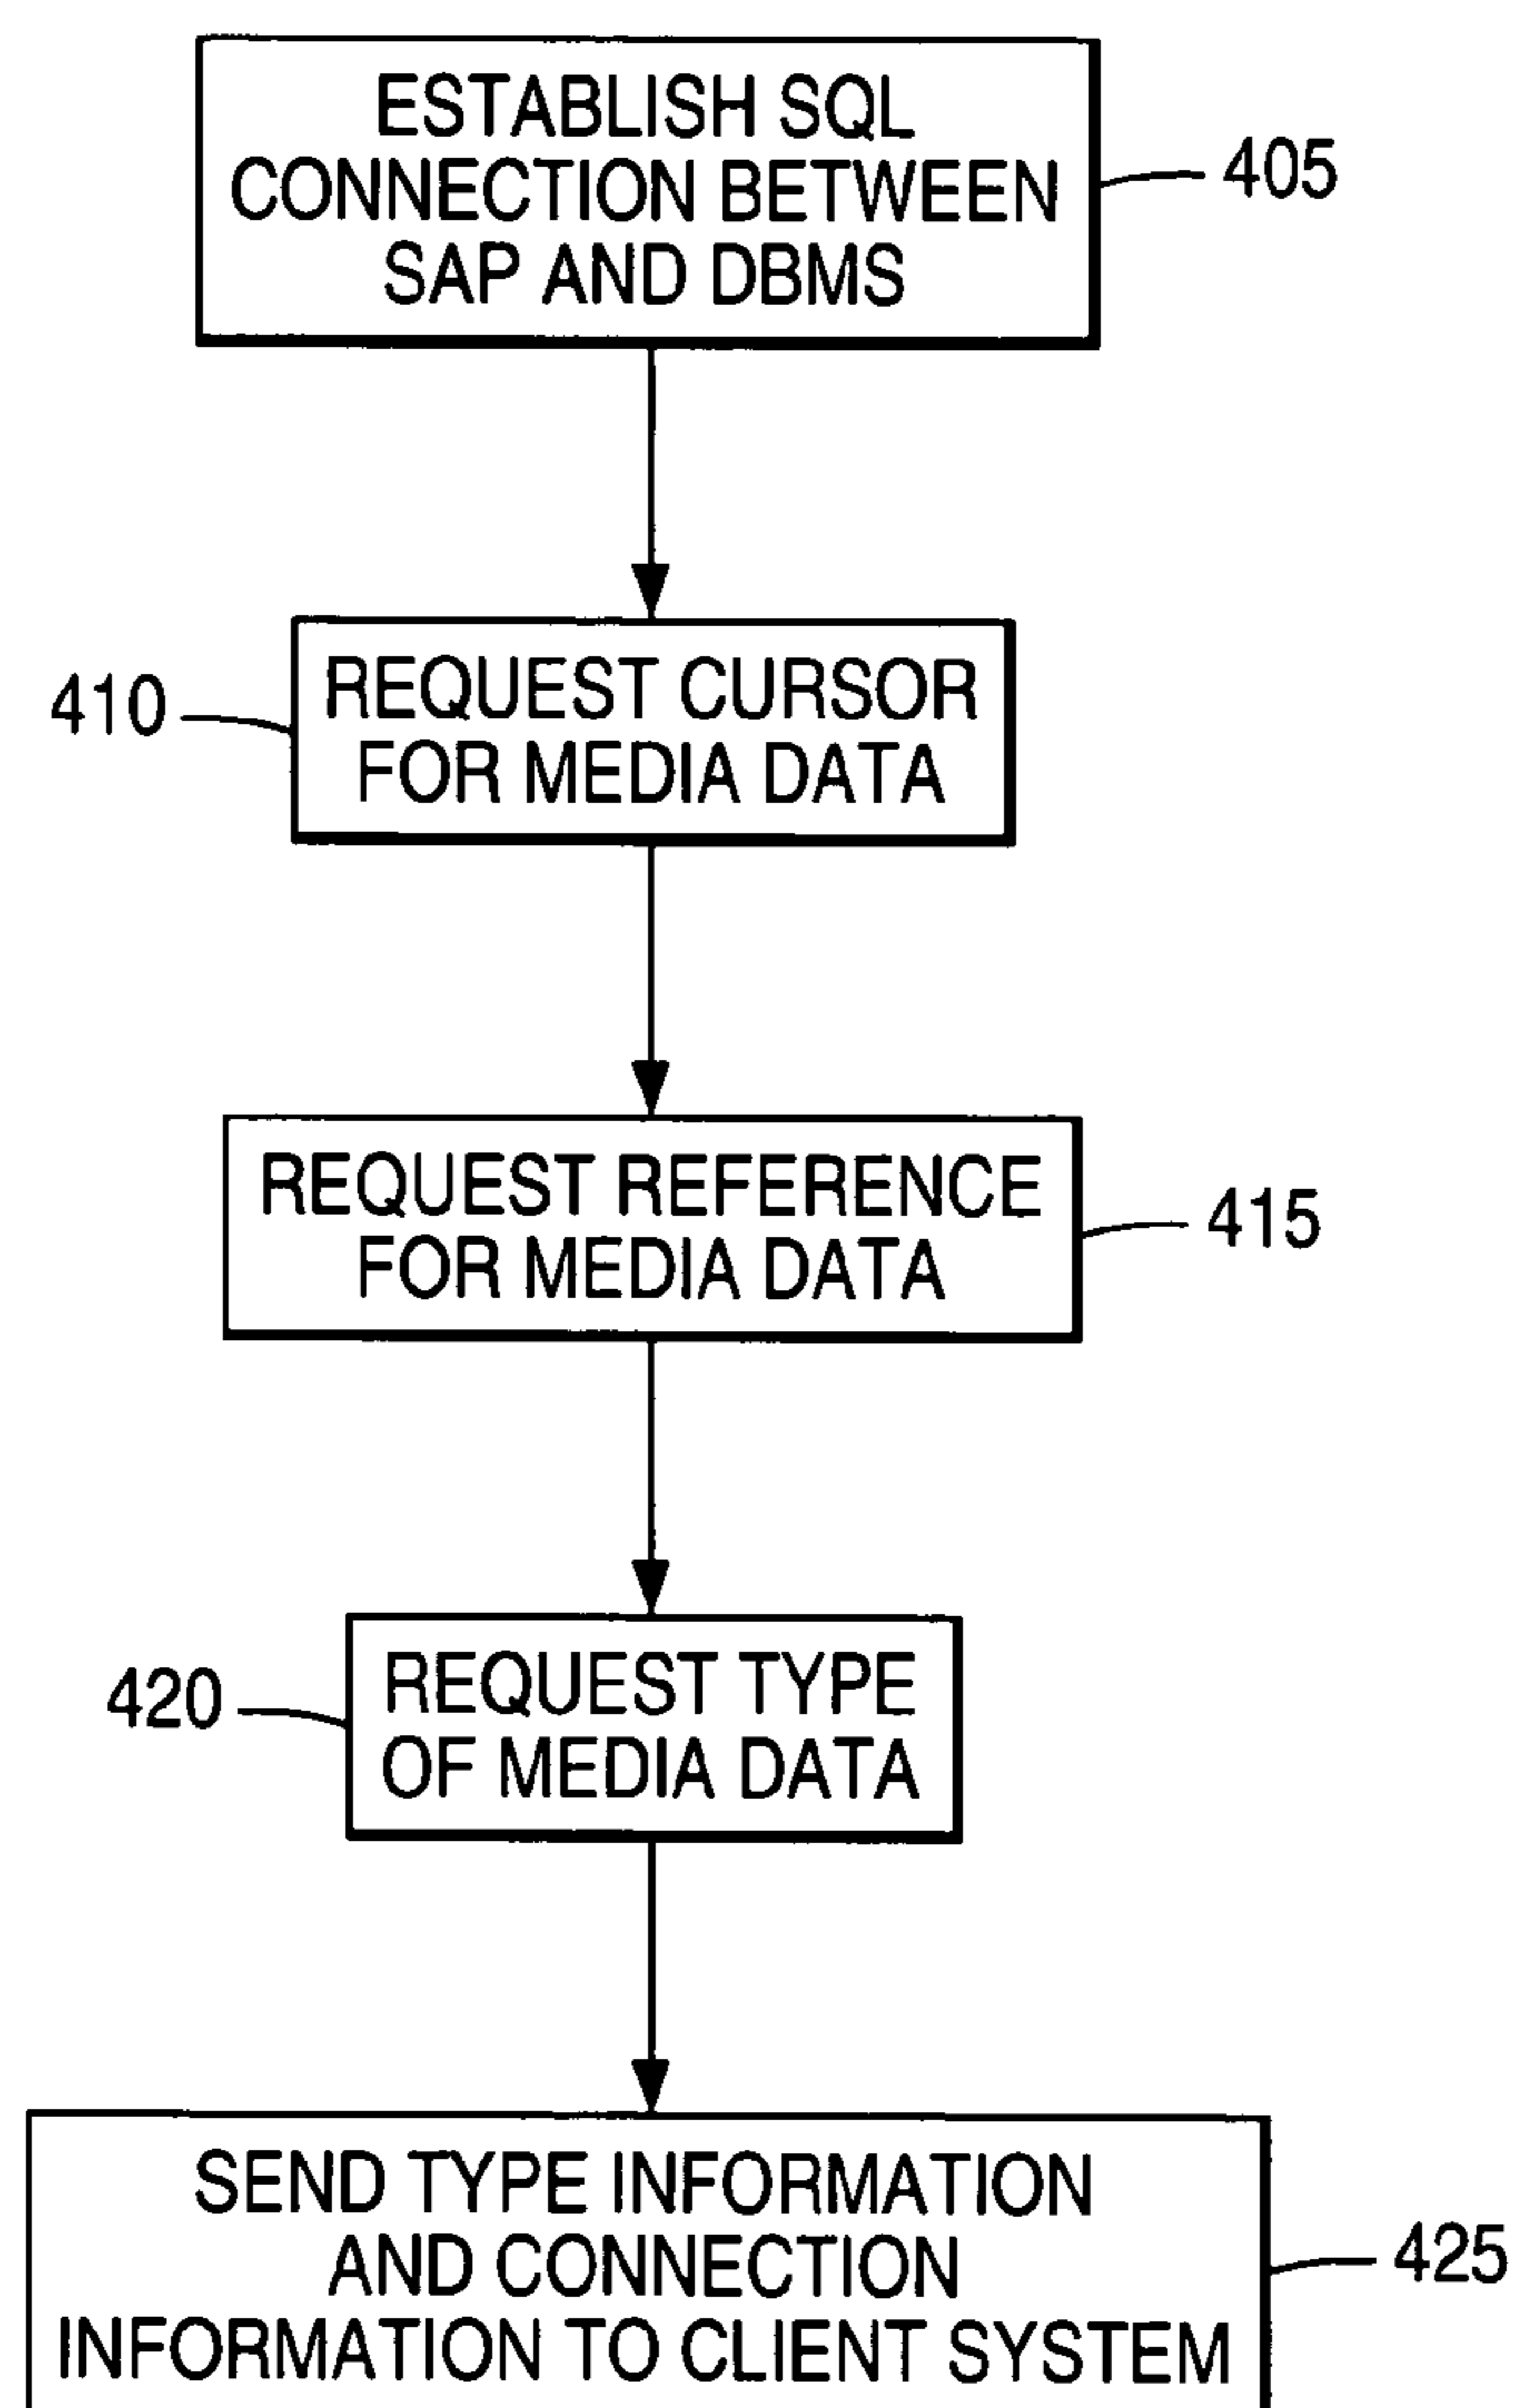 ESTABLISH SQL
CONNECTION BETWEEN
SAP AND DBMS
405
410
REQUEST CURSOR
FOR MEDIA DATA
REQUEST REFERENCE
FOR MEDIA DATA
415
420
REQUEST TYPE
OF MEDIA DATA
SEND TYPE INFORMATION
AND CONNECTION
INFORMATION TO CLIENT SYSTEM
425